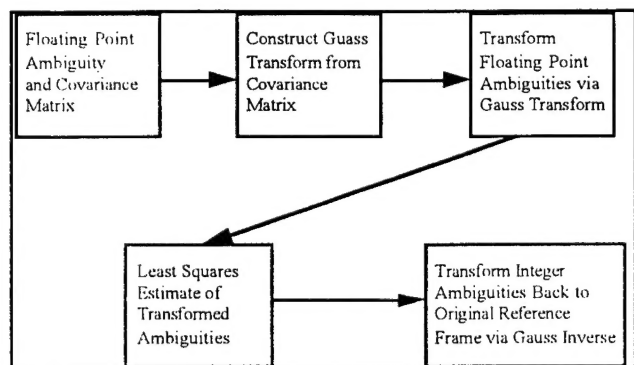 Floating Point
Ambiguity
and Covariance
Matrix
Construct Guass
Transform from
Covariance
Matrix
Transform
Floating Point
Ambiguities via
Gauss Transform
Least Squares
Estimate of
Transformed
Ambiguities
Transform Integer
Ambiguities Back to
Original Reference
Frame via Gauss Inverse